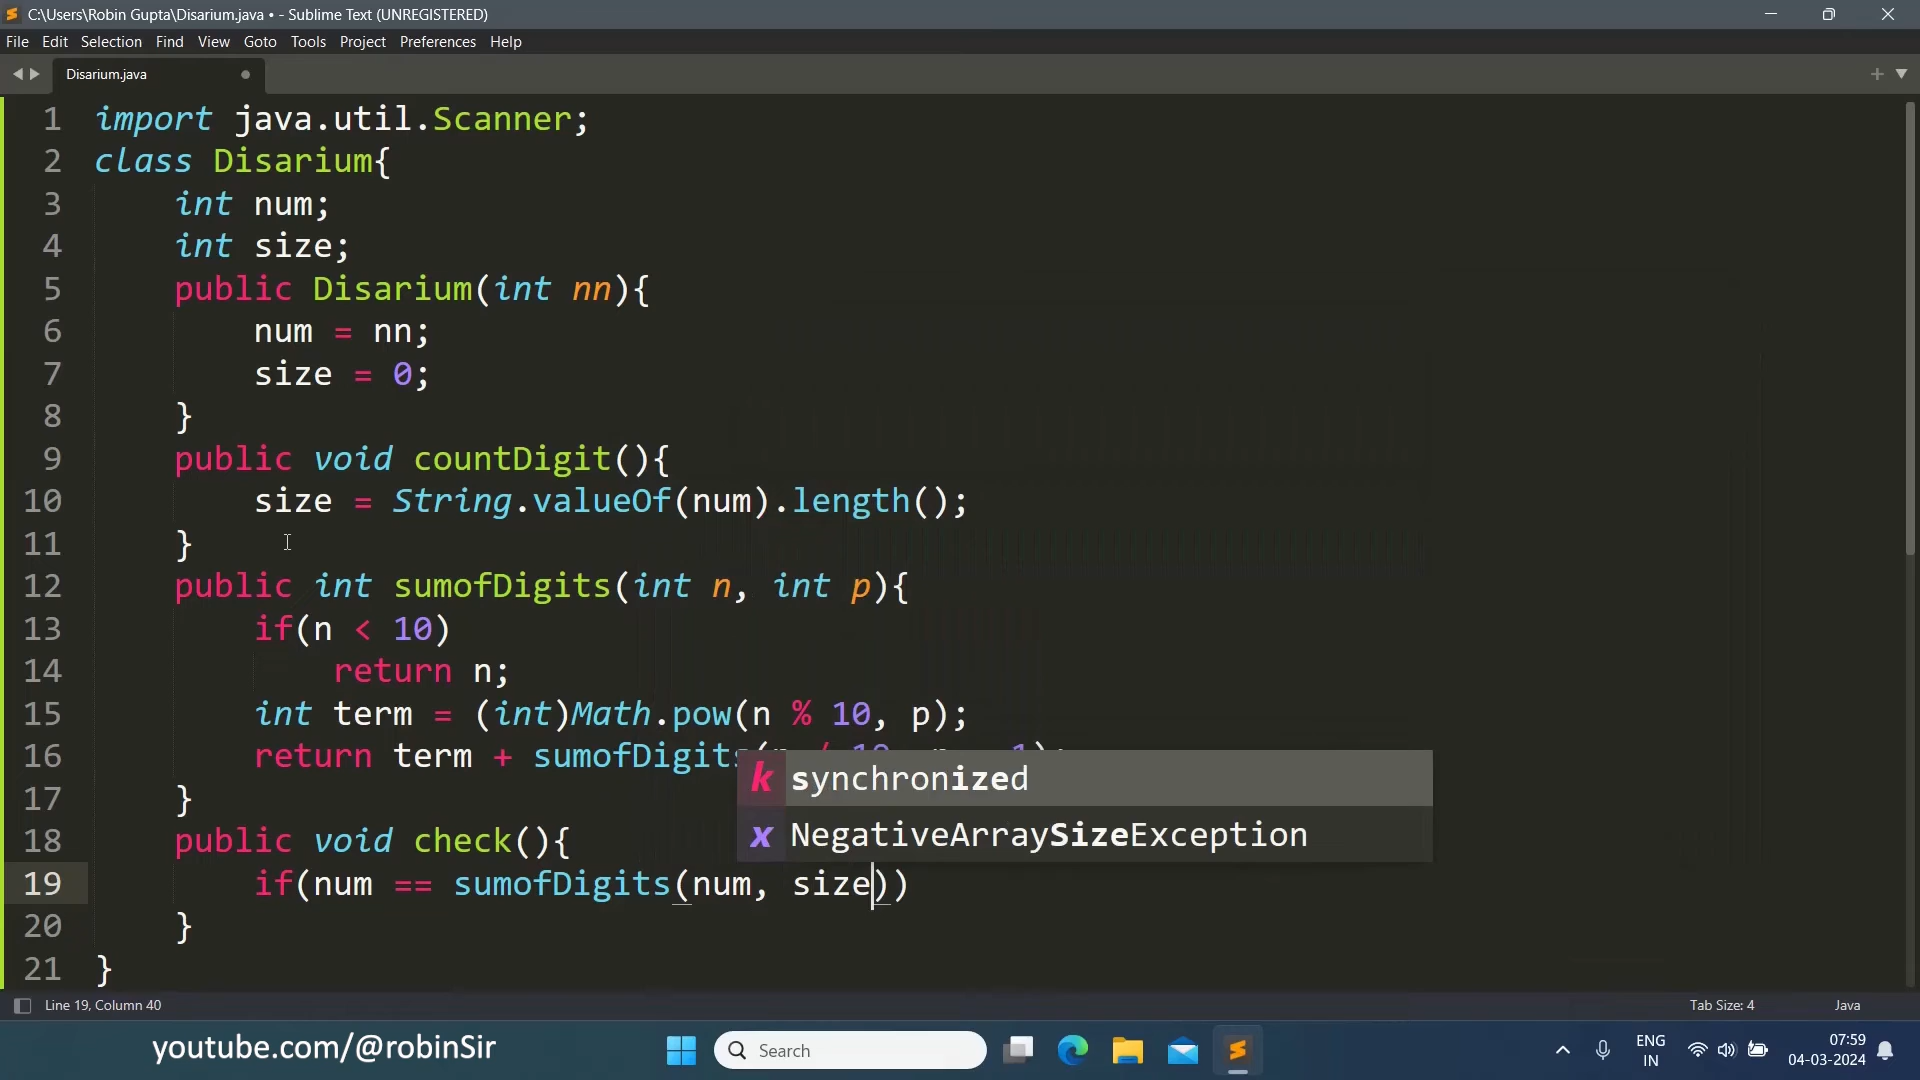 C:\Users\Robin Gupta\Disarium.java • - Sublime Text (UNREGISTERED)
File Edit Selection Find View Goto Tools Project Preferences Help
Disarium.java
1 import java.util.Scanner;
2 class Disarium{
3 int num;
4 int size;
5 public Disarium(int nn){
6 num = nn;
7 size = 0;
8 }
9 public void countDigit(){
10 size = String.valueOf(num).length();
11 }
12 public int sumofDigits(int n, int p){
13 if(n < 10)
14 return n;
15 int term = (int)Math.pow(n % 10, p);
16 return term + sumofDigits
17 }
k synchronized
x NegativeArraySizeException
18 public void check(){
19 if(num == sumofDigits(num, size))
20 }
21 }
Line 19, Column 40
Tab Size: 4
Java
youtube.com/@robinSir
Search
ENG
IN
07:59
04-03-2024